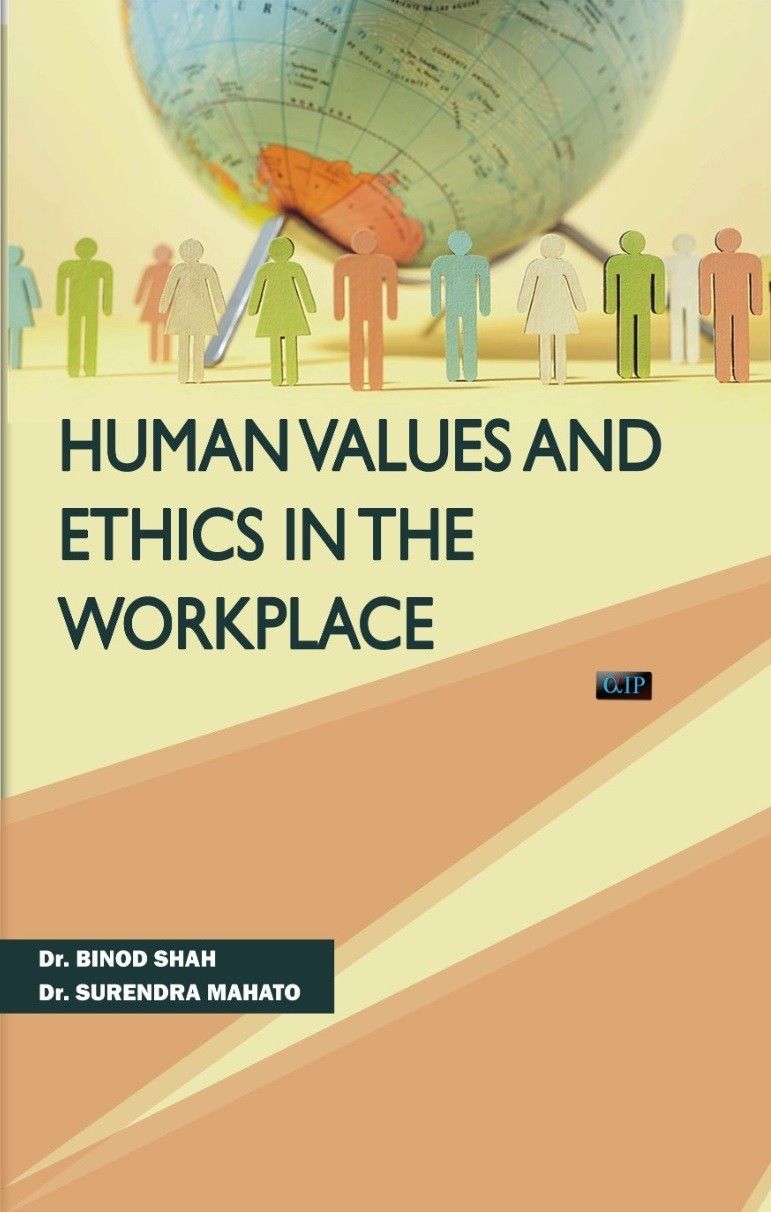 HUMAN VALUES AND
ETHICS IN THE
WORKPLACE
αIP
Dr. BINOD SHAH
Dr. SURENDRA MAHATO